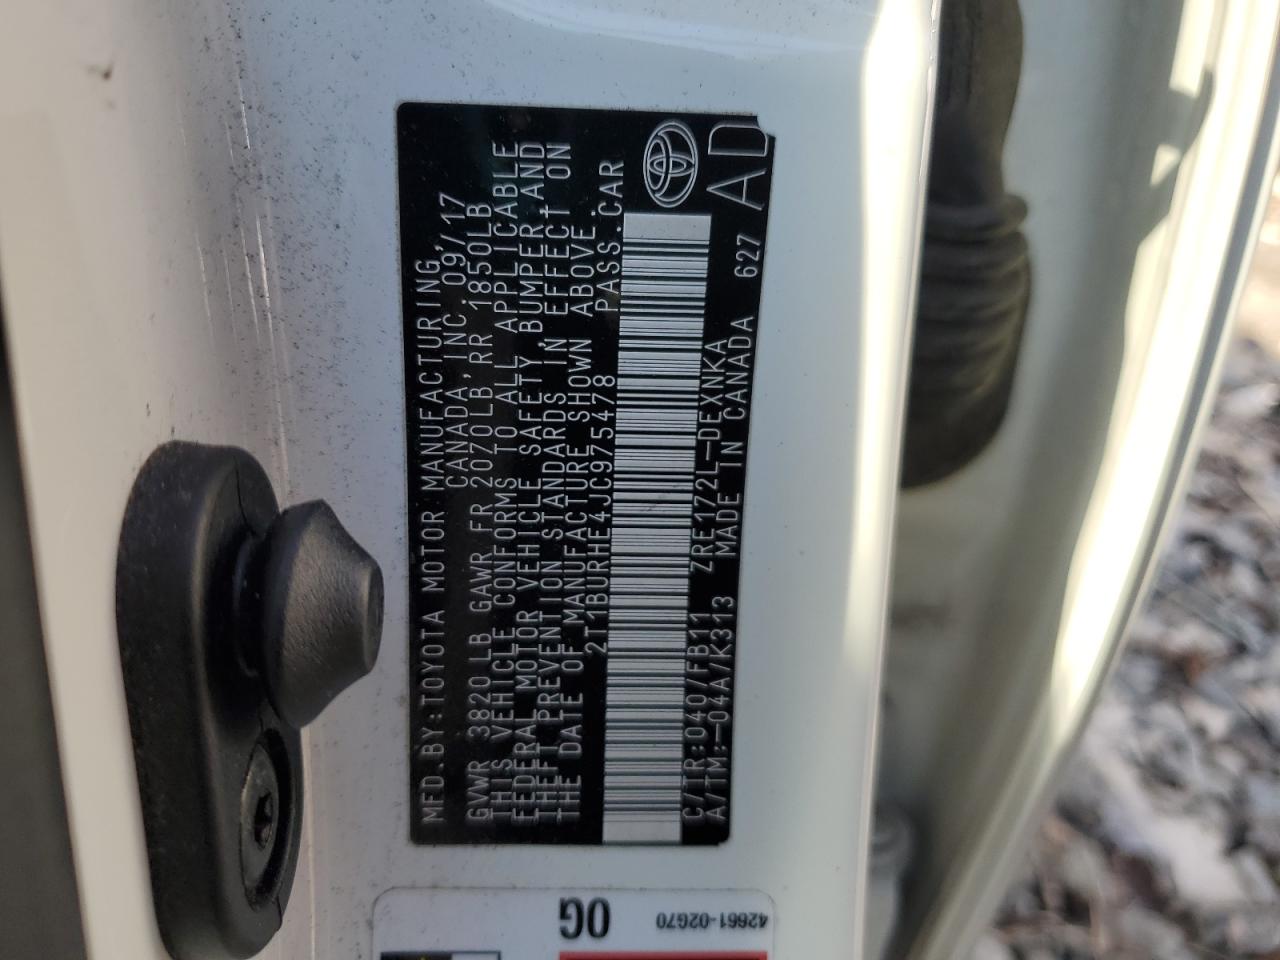 MFD.BY:TOYOTA MOTOR MANUFACTURING,
CANADA,INC. 09/17
GVWR 3820LB GAWR FR 2070LB,RR 1850LB
THIS VEHICLE CONFORMS TO ALL APPLICABLE
FEDERAL MOTOR VEHICLE SAFETY,BUMPER,AND
THEFT PREVENTION STANDARDS IN EFFECT ON
THE DATE OF MANUFACTURE SHOWN ABOVE.
2T1BURHE4JC975478 PASS.CAR
C/TR:040/FB11 ZRE172L-DEXNKA
A/TM:-04A/K313 MADE IN CANADA 627
AD
0G
42661-02G70